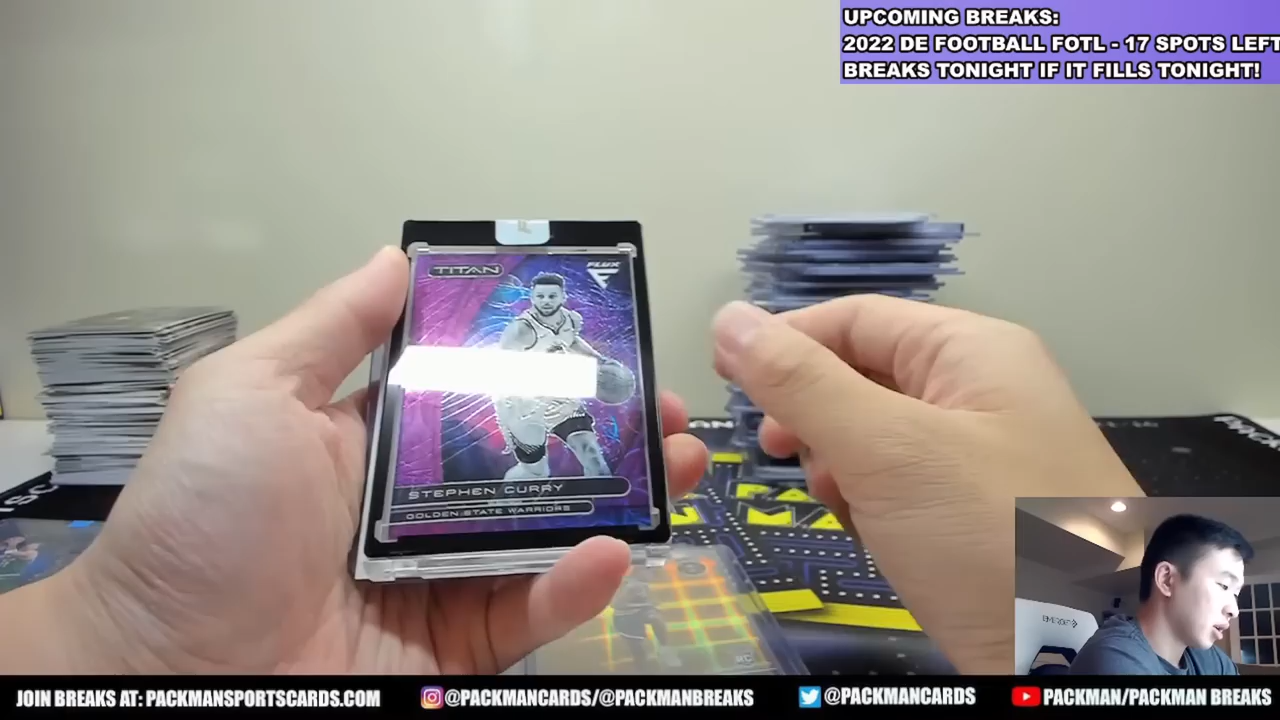 UPCOMING BREAKS:
2022 DE FOOTBALL FOTL - 17 SPOTS LEFT
BREAKS TONIGHT IF IT FILLS TONIGHT!
TITAN
FLUX
STEPHEN CURRY
GOLDEN STATE WARRIORS
RC
JOIN BREAKS AT: PACKMANSPORTSCARDS.COM
@PACKMANCARDS/@PACKMANBREAKS
@PACKMANCARDS
PACKMAN/PACKMAN BREAKS